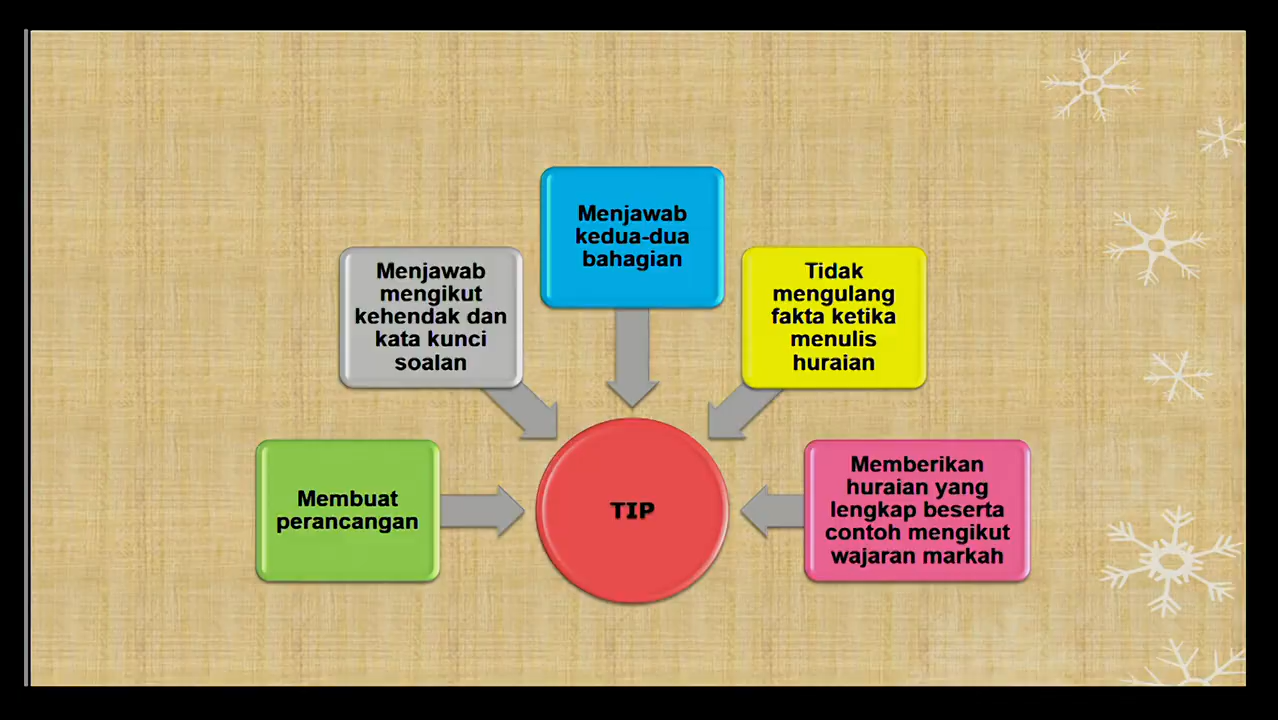 Menjawab
kedua-dua
bahagian
Menjawab
mengikut
kehendak dan
kata kunci
soalan
Tidak
mengulang
fakta ketika
menulis
huraian
Membuat
perancangan
TIP
Memberikan
huraian yang
lengkap beserta
contoh mengikut
wajaran markah